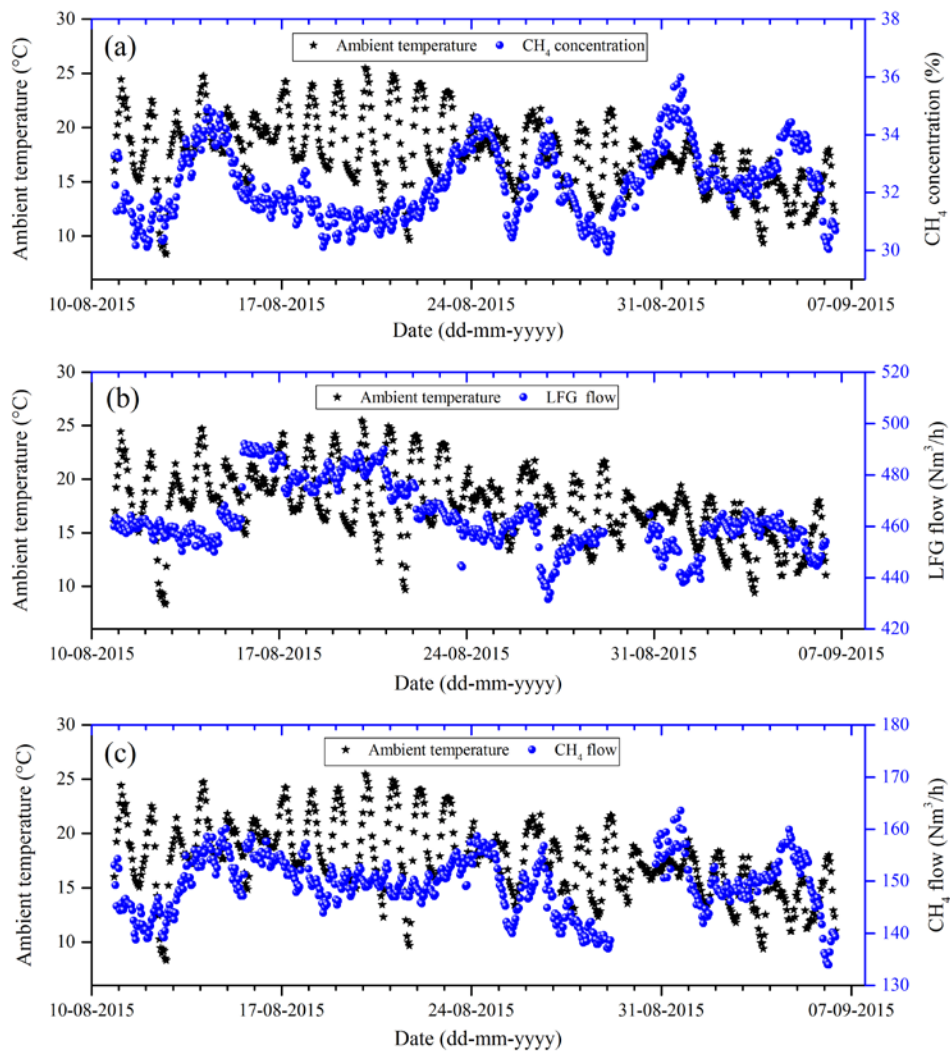 (a)
Ambient temperature CH₄ concentration
Ambient temperature (°C)
30
25
20
15
10
CH₄ concentration (%)
38
36
34
32
30
10-08-2015 17-08-2015 24-08-2015 31-08-2015 07-09-2015
Date (dd-mm-yyyy)
(b)
Ambient temperature LFG flow
Ambient temperature (°C)
30
25
20
15
10
LFG flow (Nm³/h)
520
500
480
460
440
420
10-08-2015 17-08-2015 24-08-2015 31-08-2015 07-09-2015
Date (dd-mm-yyyy)
(c)
Ambient temperature CH₄ flow
Ambient temperature (°C)
30
25
20
15
10
CH₄ flow (Nm³/h)
180
170
160
150
140
130
10-08-2015 17-08-2015 24-08-2015 31-08-2015 07-09-2015
Date (dd-mm-yyyy)